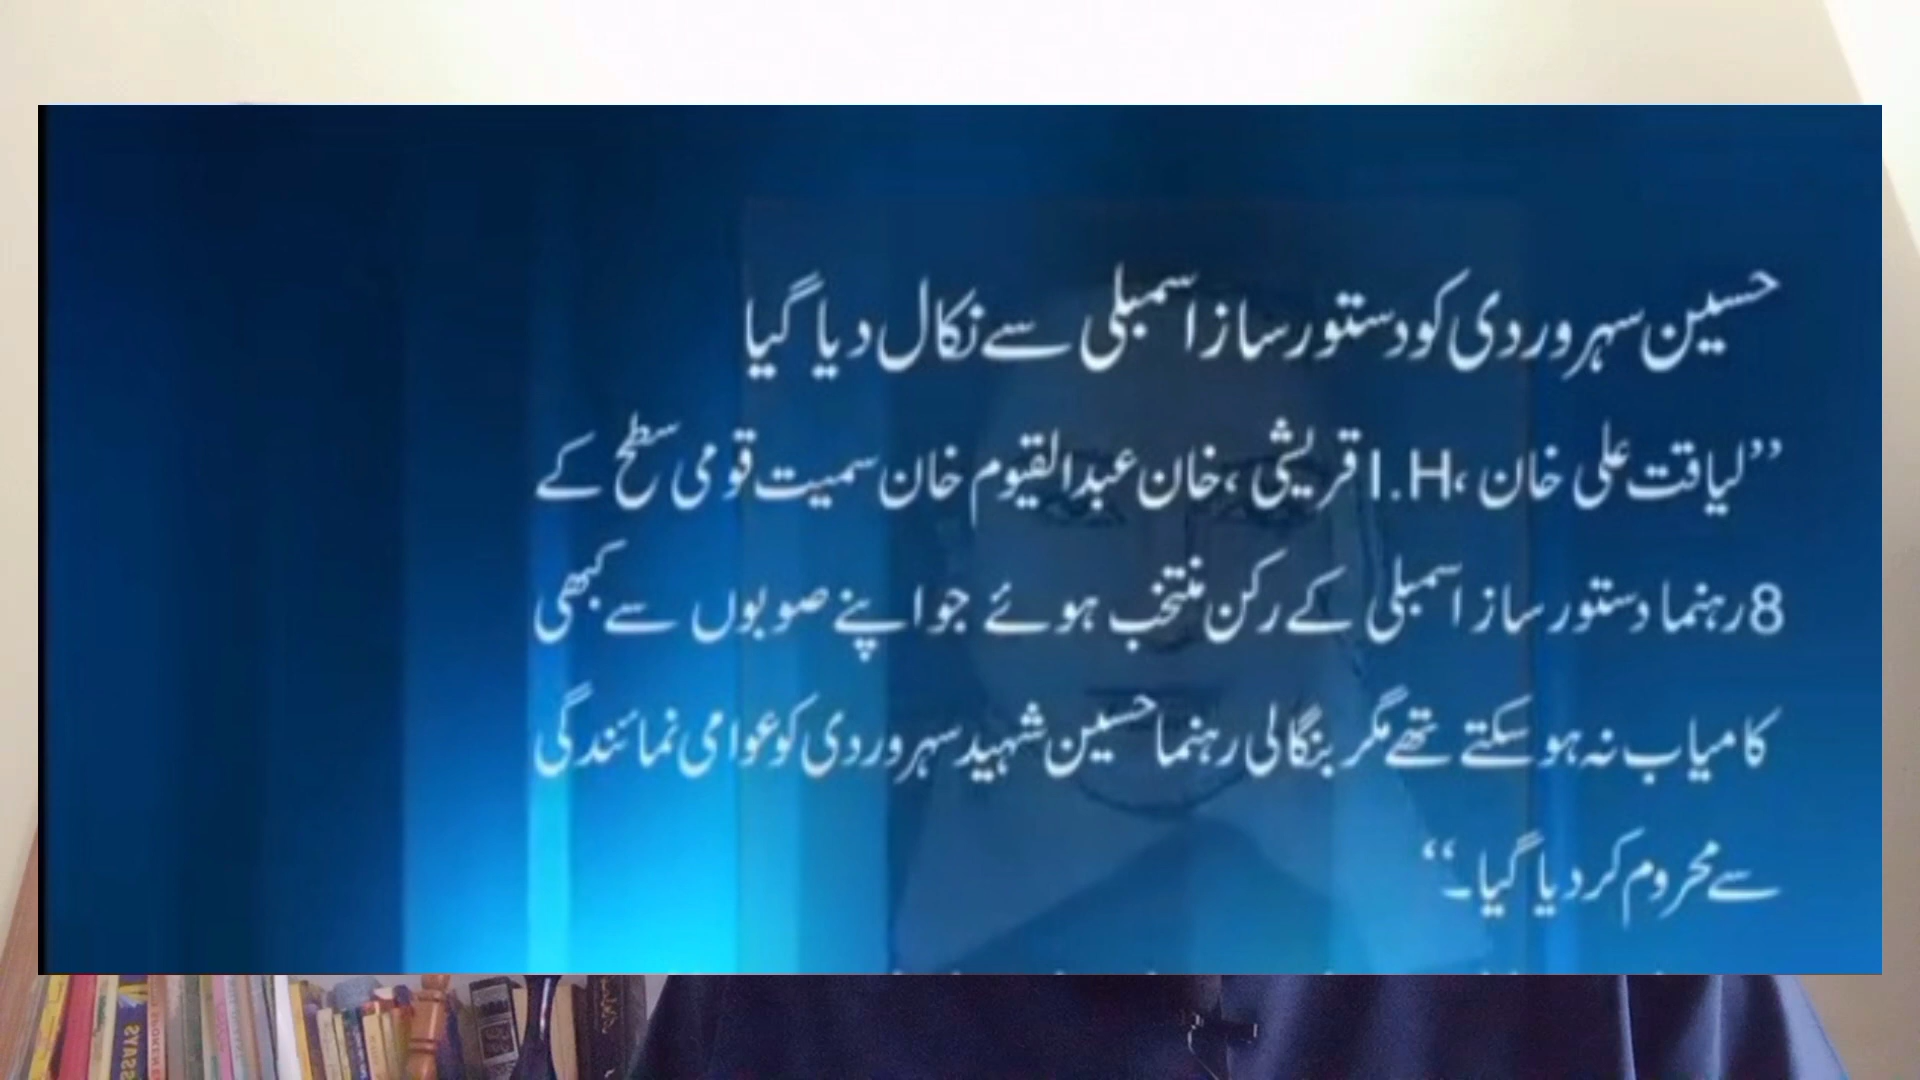 حسین سہروردی کو دستور ساز اسمبلی سے نکال دیا گیا
”لیاقت علی خان، I.H قریشی، خان عبدالقیوم خان سمیت قومی سطح کے
8 رہنما دستور ساز اسمبلی کے رکن منتخب ہوئے جو اپنے صوبوں سے کبھی
کامیاب نہ ہو سکتے تھے مگر بنگالی رہنما حسین شہید سہروردی کو عوامی نمائندگی
سے محروم کر دیا گیا۔“